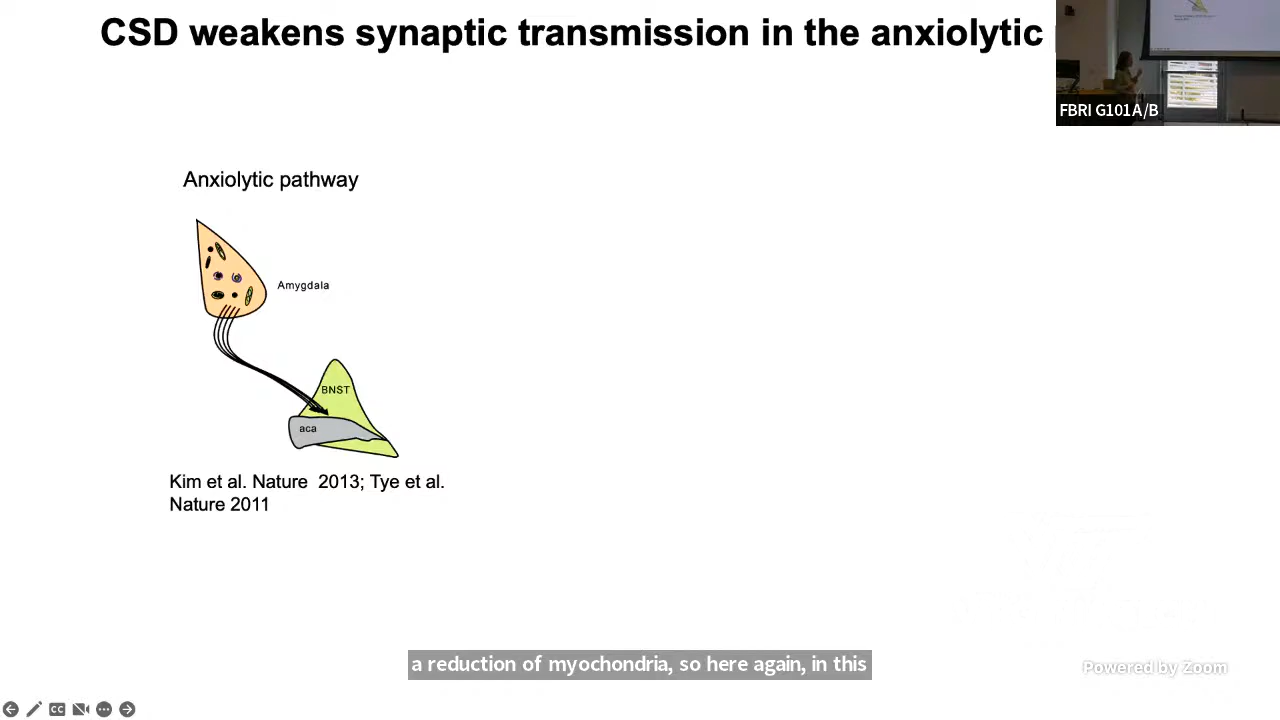 CSD weakens synaptic transmission in the anxiolytic
FBRI G101A/B
Anxiolytic pathway
Amygdala
BNST
aca
Kim et al. Nature 2013; Tye et al.
Nature 2011
a reduction of myochondria, so here again, in this
Powered by Zoom
CC